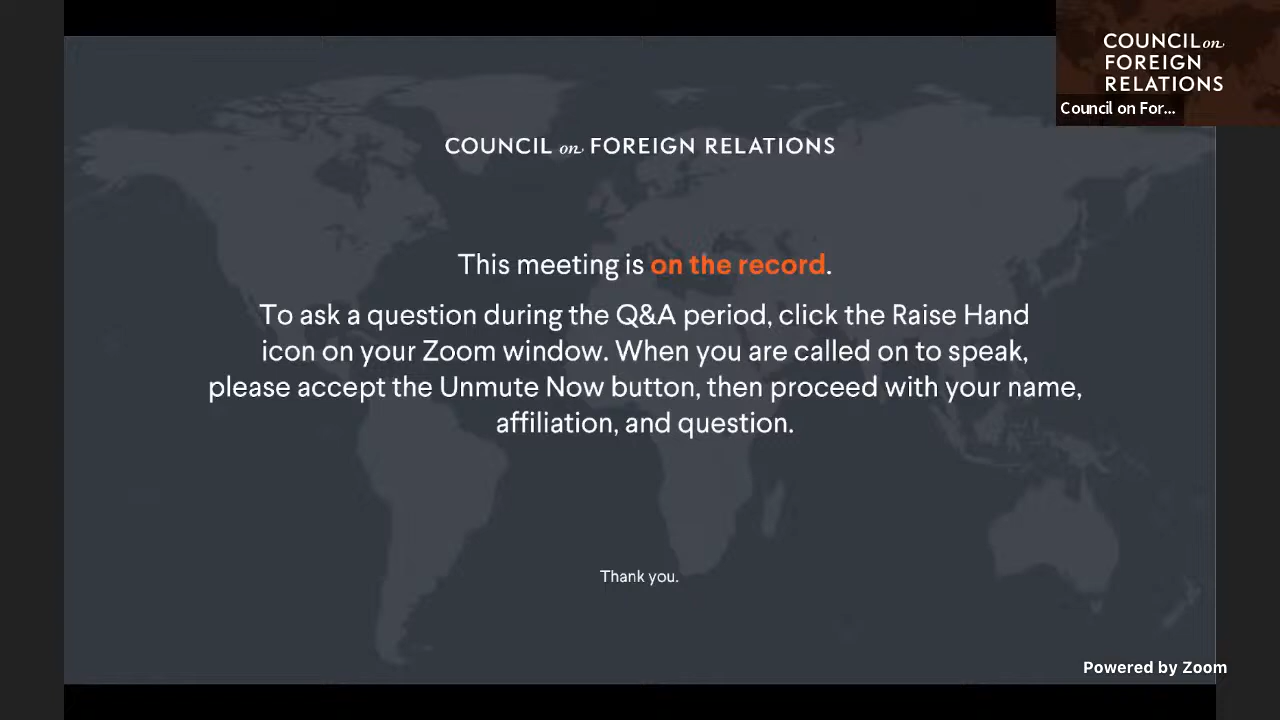 COUNCIL on
FOREIGN
RELATIONS
Council on For...
COUNCIL on FOREIGN RELATIONS
This meeting is on the record.
To ask a question during the Q&A period, click the Raise Hand
icon on your Zoom window. When you are called on to speak,
please accept the Unmute Now button, then proceed with your name,
affiliation, and question.
Thank you.
Powered by Zoom